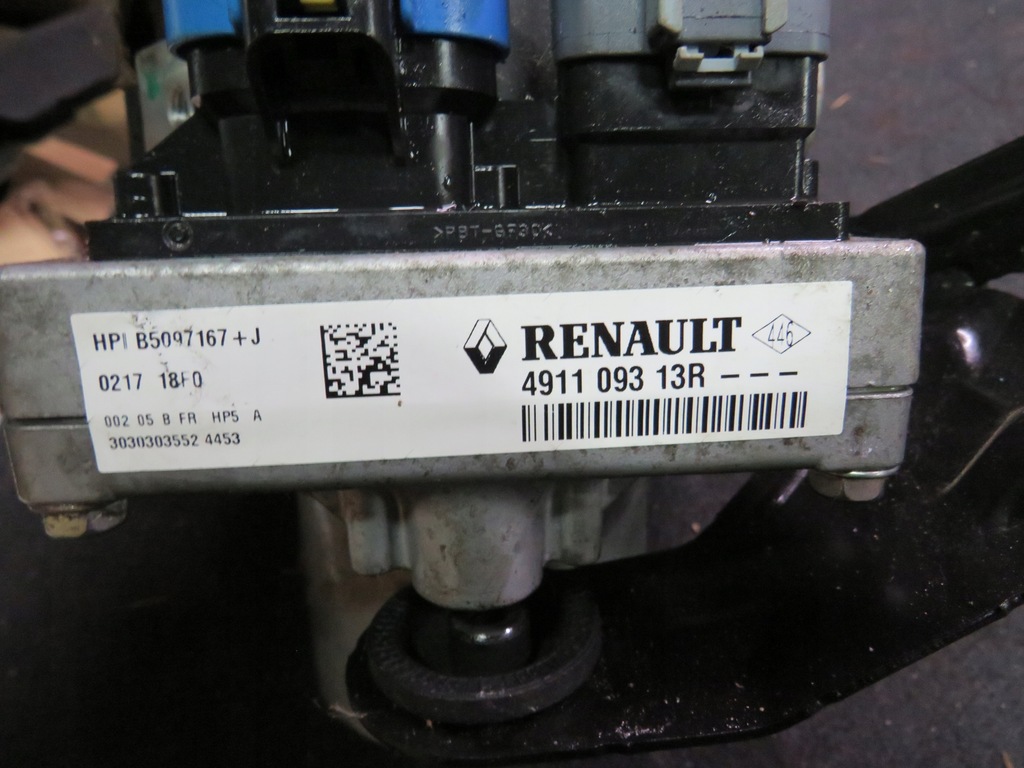 >PBT-GF30<
HPI B5097167+J
0217 18F0
002 05 B FR HP5 A
3030303552 4453
RENAULT 446
4911 093 13R - - -